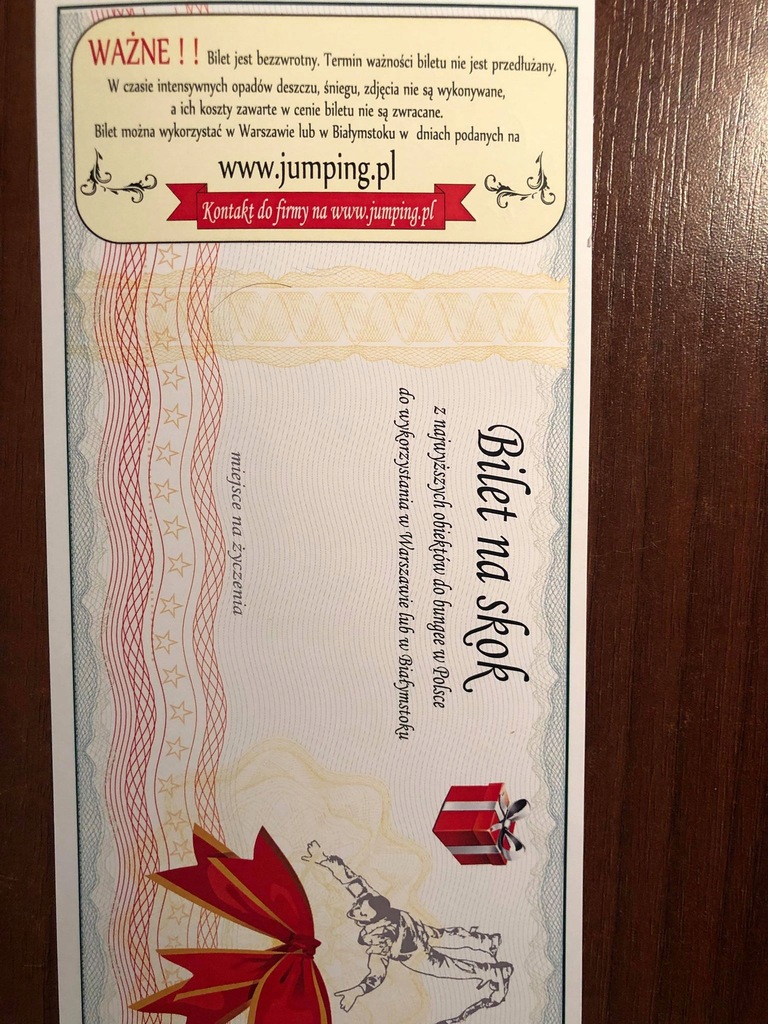 WAŻNE ! ! Bilet jest bezzwrotny. Termin ważności biletu nie jest przedłużany.
W czasie intensywnych opadów deszczu, śniegu, zdjęcia nie są wykonywane,
a ich koszty zawarte w cenie biletu nie są zwracane.
Bilet można wykorzystać w Warszawie lub w Białymstoku w dniach podanych na
www.jumping.pl
Kontakt do firmy na www.jumping.pl
Bilet na skok
z najwyższych obiektów do bungee w Polsce
do wykorzystania w Warszawie lub w Białymstoku
miejsce na życzenia